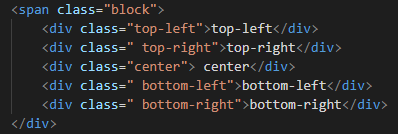 <span class="block">
<div class="top-left">top-left</div>
<div class=" top-right">top-right</div>
<div class="center"> center</div>
<div class=" bottom-left">bottom-left</div>
<div class=" bottom-right">bottom-right</div>
</div>